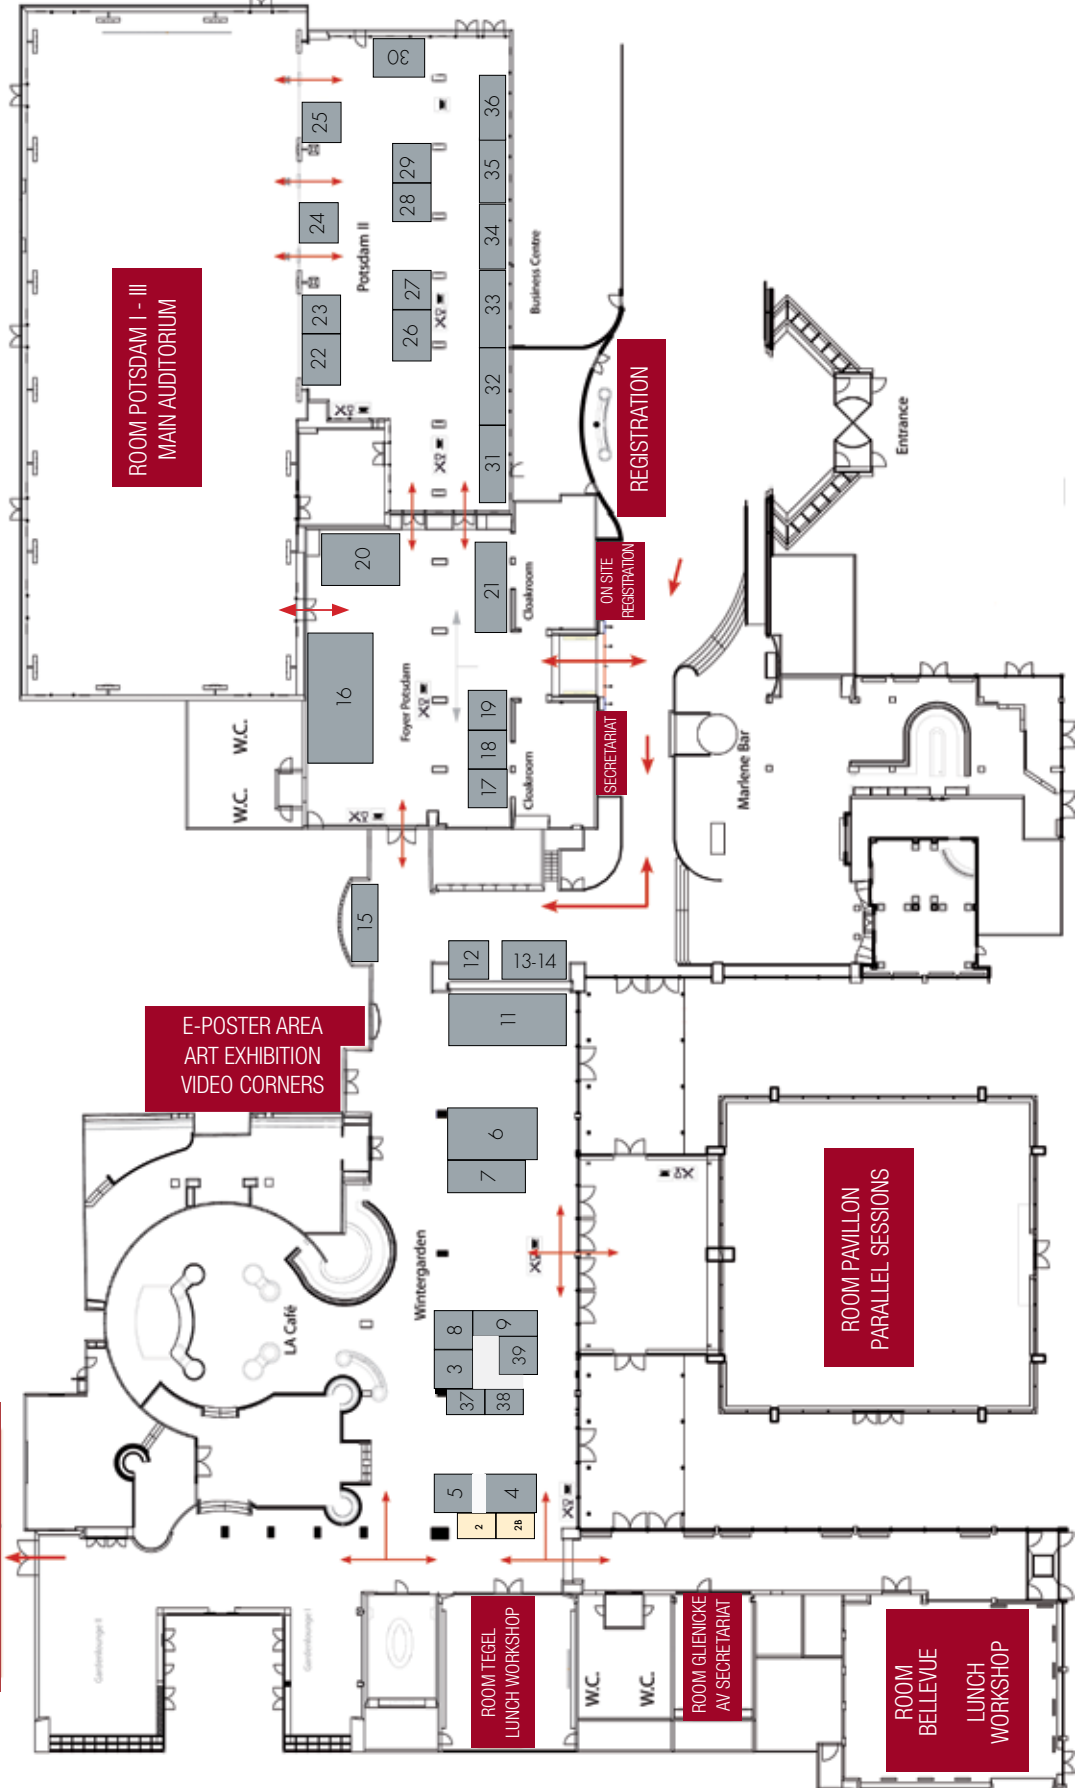 30
25
36
29
28
35
24
34
Potsdam II
Business Centre
ROOM POTSDAM I - III
MAIN AUDITORIUM
23
22
27
26
33
32
31
REGISTRATION
Entrance
20
21
Cloakroom
ON SITE
REGISTRATION
16
Foyer Potsdam
19
18
17
Cloakroom
SECRETARIAT
W.C.
W.C.
Marlene Bar
15
12
13-14
11
E-POSTER AREA
ART EXHIBITION
VIDEO CORNERS
6
7
Wintergarden
LA Café
ROOM PAVILLON
PARALLEL SESSIONS
8
9
3
39
37
38
5
4
2
2B
Gardenlounge II
Gardenlounge I
ROOM TEGEL
LUNCH WORKSHOP
W.C.
W.C.
ROOM GLIENICKE
AV SECRETARIAT
ROOM
BELLEVUE
LUNCH
WORKSHOP